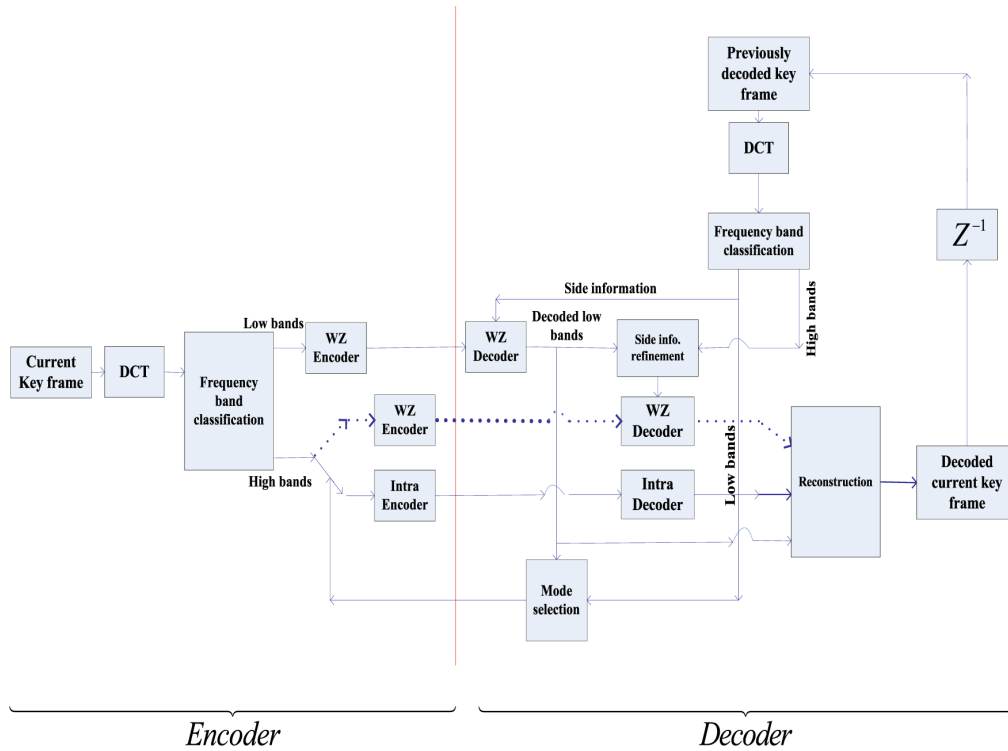 Previously
decoded key
frame
DCT
Z⁻¹
Frequency band
classification
Side information
High bands
Low bands
WZ
Encoder
WZ
Decoder
Decoded low
bands
Side info.
refinement
Current
Key frame
DCT
Frequency
band
classification
WZ
Encoder
WZ
Decoder
High bands
Intra
Encoder
Intra
Decoder
Low bands
Reconstruction
Decoded
current key
frame
Mode
selection
Encoder
Decoder